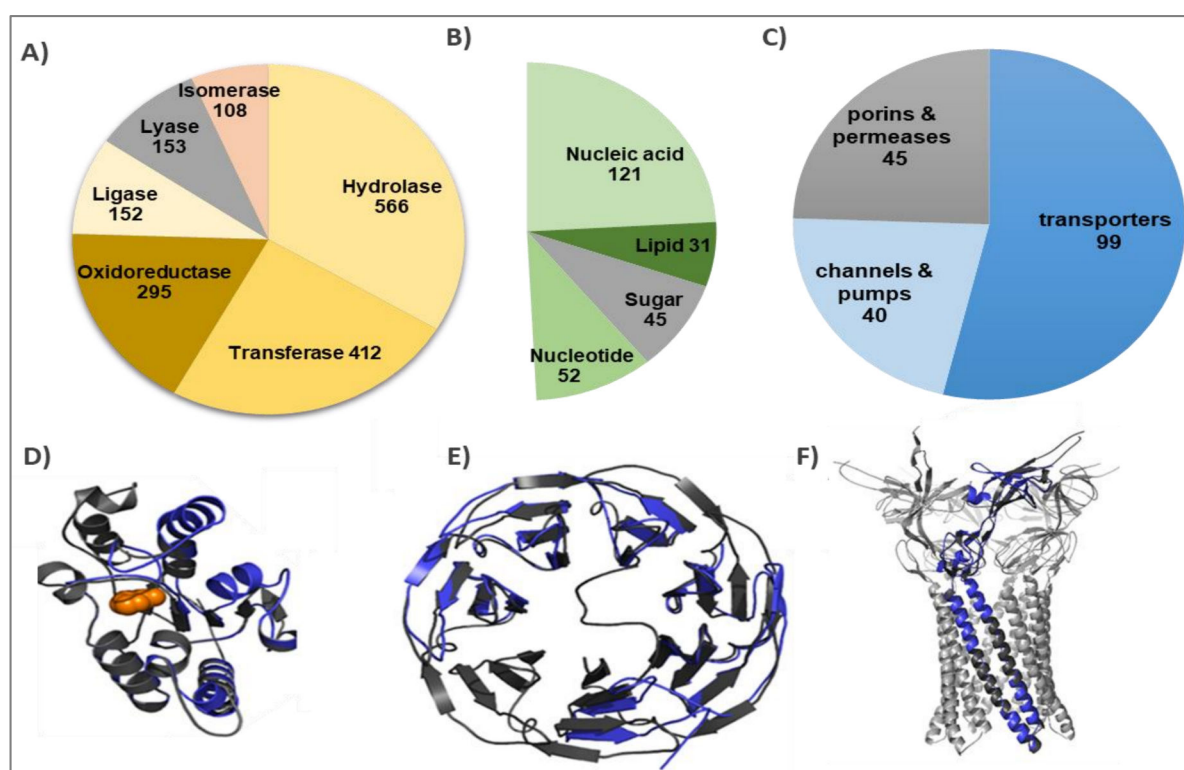 A)
Isomerase
108
Lyase
153
Ligase
152
Oxidoreductase
295
Hydrolase
566
Transferase 412
B)
Nucleic acid
121
Lipid 31
Sugar
45
Nucleotide
52
C)
porins &
permeases
45
channels &
pumps
40
transporters
99
D)
E)
F)